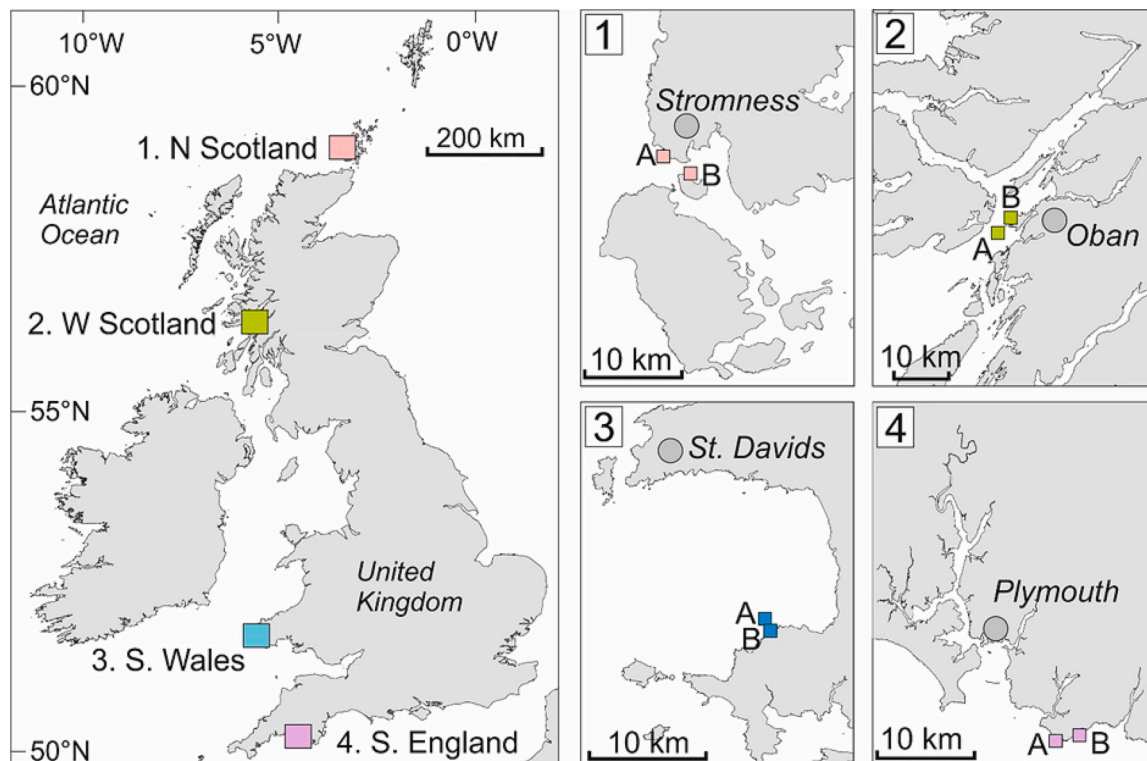 10°W
5°W
0°W
60°N
200 km
1. N Scotland
Atlantic
Ocean
2. W Scotland
55°N
United
Kingdom
3. S. Wales
4. S. England
50°N
1
Stromness
A
B
10 km
2
B
A
Oban
10 km
3
St. Davids
A
B
10 km
4
Plymouth
10 km
A
B